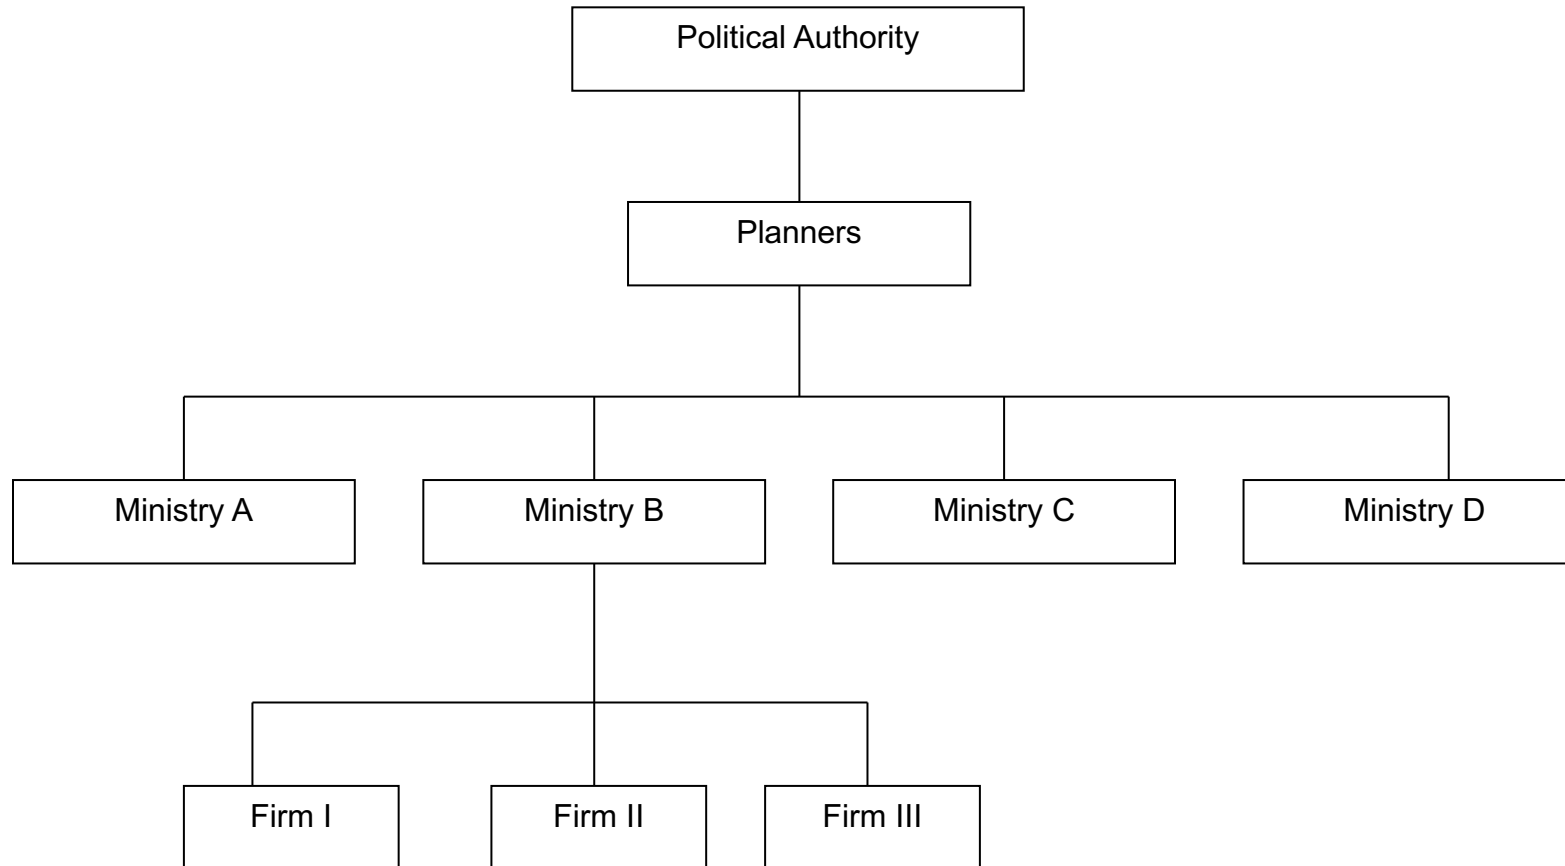 Political Authority
Planners
Ministry A
Ministry B
Ministry C
Ministry D
Firm I
Firm II
Firm III